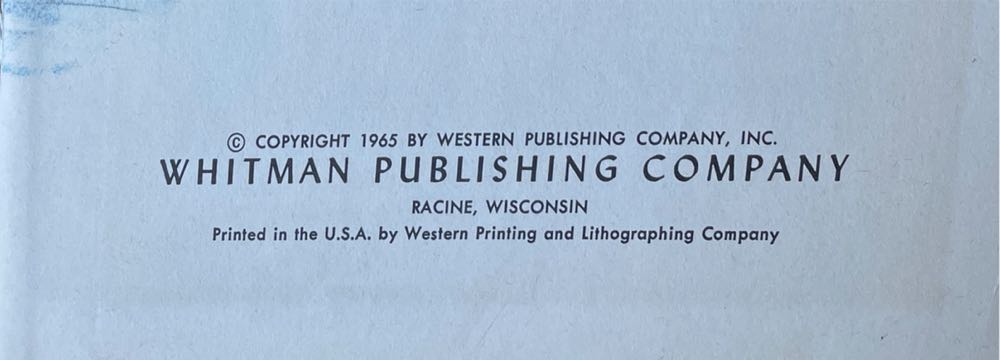 © COPYRIGHT 1965 BY WESTERN PUBLISHING COMPANY, INC.
WHITMAN PUBLISHING COMPANY
RACINE, WISCONSIN
Printed in the U.S.A. by Western Printing and Lithographing Company